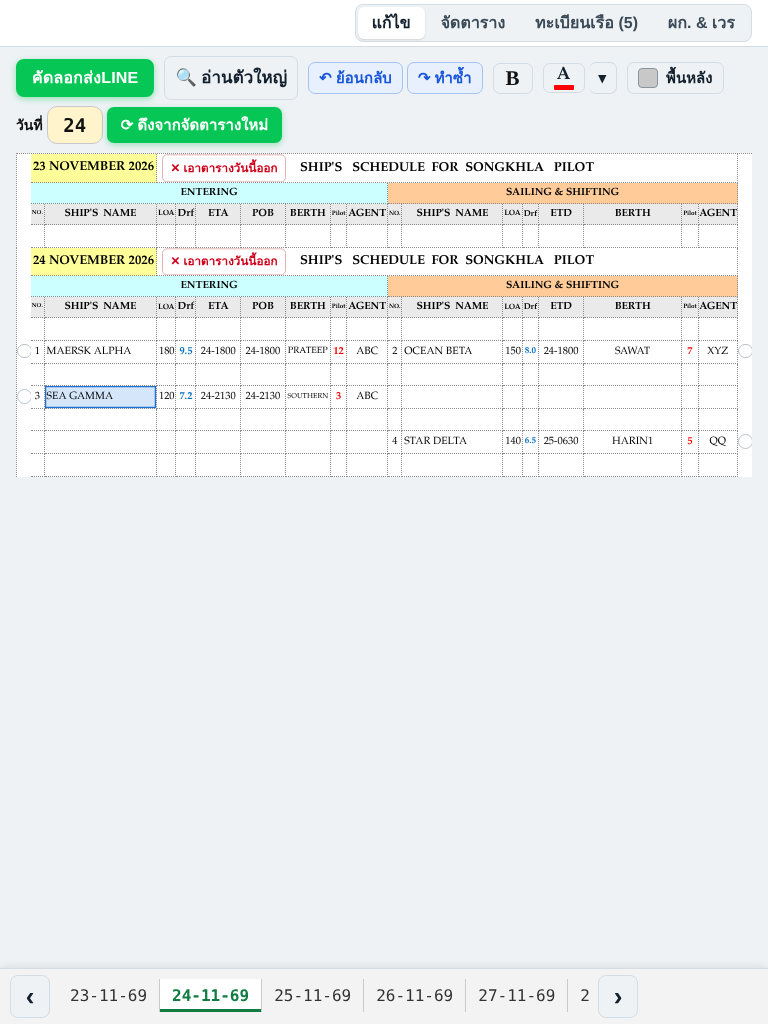 แก้ไข จัดตาราง ทะเบียนเรือ (5) ผก. & เวร
คัดลอกส่งLINE 🔍 อ่านตัวใหญ่ ↶ ย้อนกลับ ↷ ทำซ้ำ B A ▼ พื้นหลัง
วันที่ 24 ⟳ ดึงจากจัดตารางใหม่
23 NOVEMBER 2026 ✕ เอาตารางวันนี้ออก SHIP'S SCHEDULE FOR SONGKHLA PILOT
ENTERING SAILING & SHIFTING
NO. SHIP'S NAME LOA Drf ETA POB BERTH Pilot AGENT NO. SHIP'S NAME LOA Drf ETD BERTH Pilot AGENT
24 NOVEMBER 2026 ✕ เอาตารางวันนี้ออก SHIP'S SCHEDULE FOR SONGKHLA PILOT
ENTERING SAILING & SHIFTING
NO. SHIP'S NAME LOA Drf ETA POB BERTH Pilot AGENT NO. SHIP'S NAME LOA Drf ETD BERTH Pilot AGENT
1 MAERSK ALPHA 180 9.5 24-1800 24-1800 PRATEEP 12 ABC 2 OCEAN BETA 150 8.0 24-1800 SAWAT 7 XYZ
3 SEA GAMMA 120 7.2 24-2130 24-2130 SOUTHERN 3 ABC
4 STAR DELTA 140 6.5 25-0630 HARIN1 5 QQ
‹ 23-11-69 24-11-69 25-11-69 26-11-69 27-11-69 2 ›